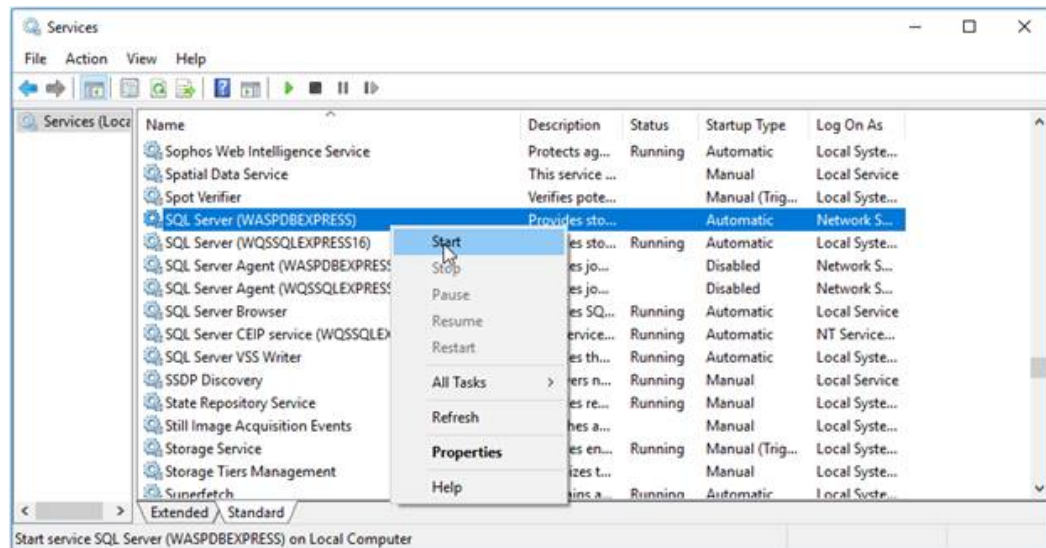 Services
File Action View Help
Services (Loca
Name Description Status Startup Type Log On As
Sophos Web Intelligence Service Protects ag... Running Automatic Local Syste...
Spatial Data Service This service ... Manual Local Service
Spot Verifier Verifies pote... Manual (Trig... Local Syste...
SQL Server (WASPDBEXPRESS) Provides sto... Automatic Network S...
SQL Server (WQSSQLEXPRESS16) es sto... Running Automatic Local Syste...
SQL Server Agent (WASPDBEXPRESS es jo... Disabled Network S...
SQL Server Agent (WQSSQLEXPRESS es jo... Disabled Network S...
SQL Server Browser es SQ... Running Automatic Local Service
SQL Server CEIP service (WQSSQLEX ervice... Running Automatic NT Service...
SQL Server VSS Writer es th... Running Automatic Local Syste...
SSDP Discovery ers n... Running Manual Local Service
State Repository Service es re... Running Manual Local Syste...
Still Image Acquisition Events hes a... Manual Local Syste...
Storage Service es en... Running Manual (Trig... Local Syste...
Storage Tiers Management izes t... Manual Local Syste...
Superfetch ins a... Running Automatic Local Syste...
Start
Stop
Pause
Resume
Restart
All Tasks
Refresh
Properties
Help
Extended Standard
Start service SQL Server (WASPDBEXPRESS) on Local Computer